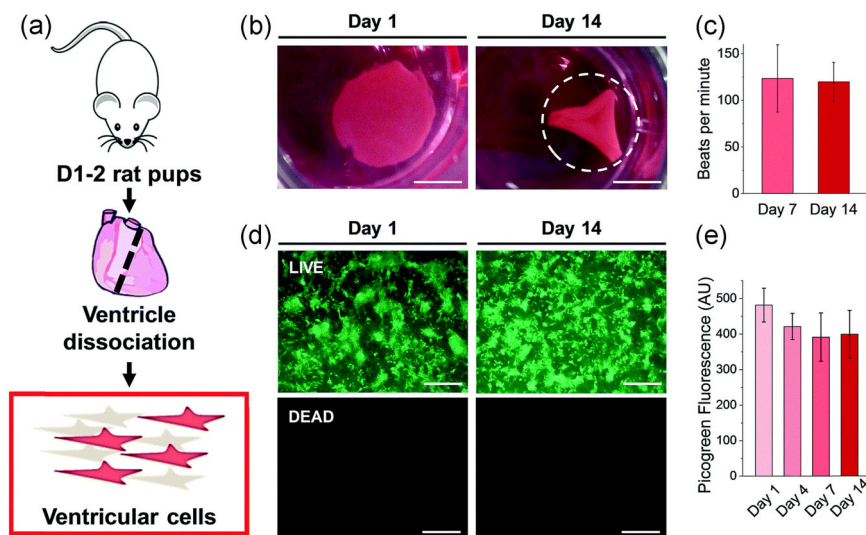 (a)
D1-2 rat pups
Ventricle
dissociation
Ventricular cells
(b)
Day 1
Day 14
(c)
Beats per minute
150
100
50
0
Day 7
Day 14
(d)
Day 1
Day 14
LIVE
DEAD
(e)
Picogreen Fluorescence (AU)
500
400
300
200
100
0
Day 1
Day 4
Day 7
Day 14